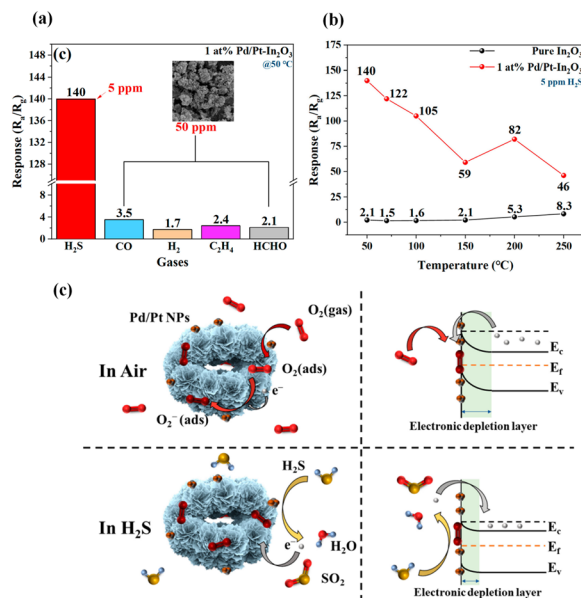 (a)
(b)
(c)
1 at% Pd/Pt-In₂O₃
@50 °C
140
5 ppm
50 ppm
3.5
1.7
2.4
2.1
Response (Ra/Rg)
148
144
140
136
132
128
8
4
0
H₂S
CO
H₂
C₂H₄
HCHO
Gases
Pure In₂O₃
1 at% Pd/Pt-In₂O₃
5 ppm H₂S
140
122
105
59
82
46
2.1
1.5
1.6
2.1
5.3
8.3
Response (Ra/Rg)
175
150
125
100
75
50
25
0
50
100
150
200
250
Temperature (°C)
(c)
Pd/Pt NPs
O₂(gas)
In Air
O₂(ads)
e⁻
O₂⁻ (ads)
Ec
Ef
Ev
Electronic depletion layer
H₂S
In H₂S
e⁻
H₂O
SO₂
Ec
Ef
Ev
Electronic depletion layer